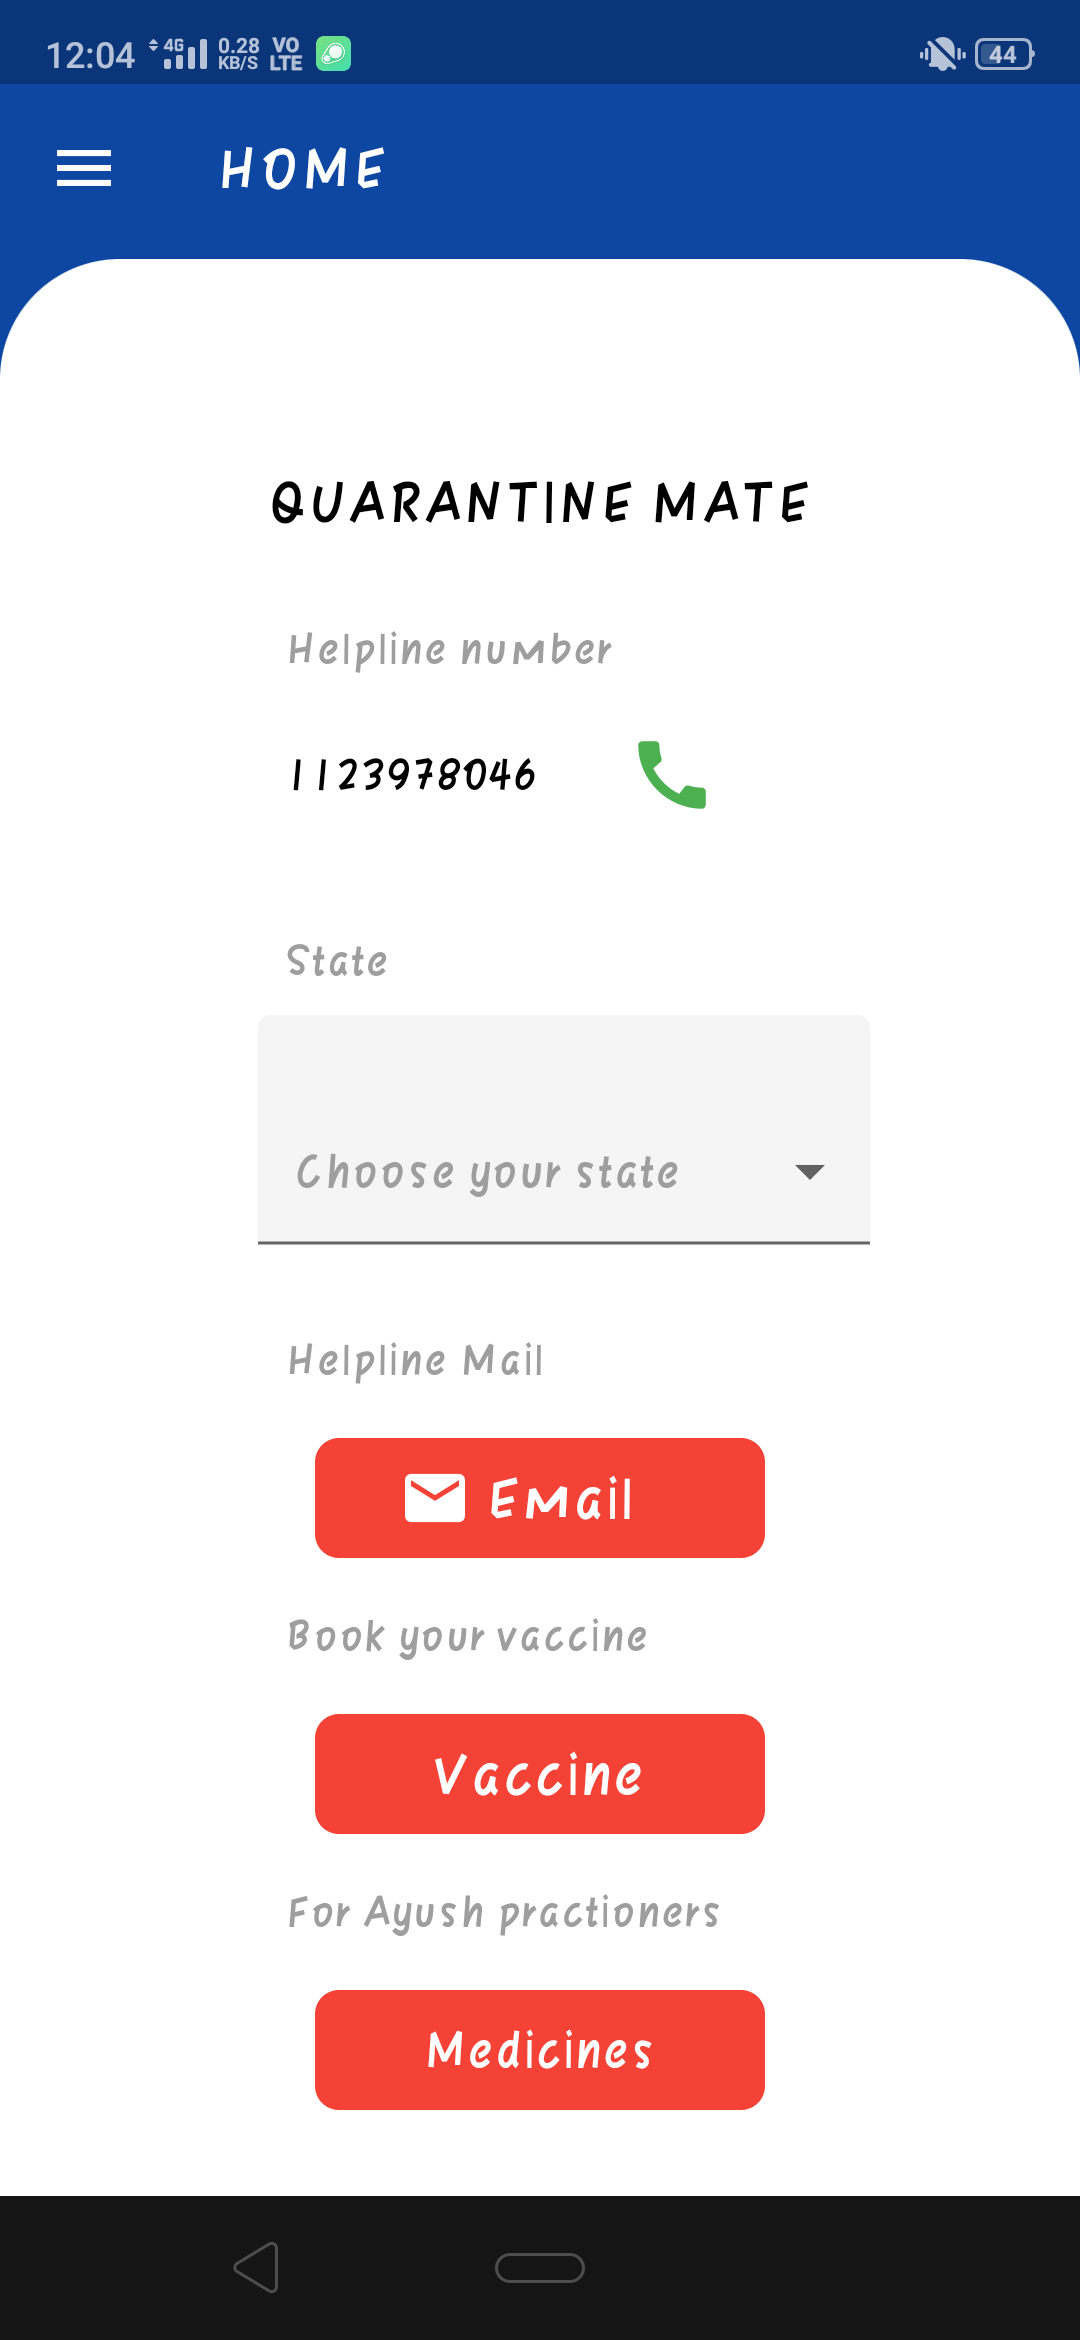 12:04 4G 0.28 KB/S VO LTE 44
HOME
QUARANTINE MATE
Helpline number
1123978046
State
Choose your state
Helpline Mail
Email
Book your vaccine
Vaccine
For Ayush practioners
Medicines